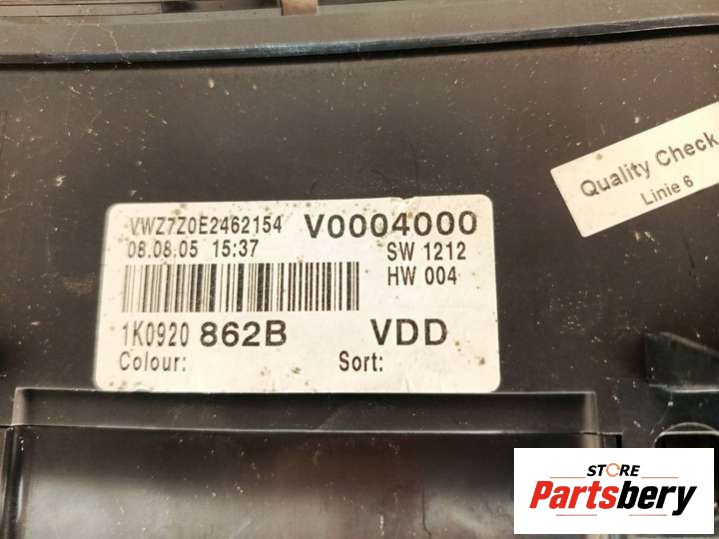 Quality Check
Linie 6
VWZ7Z0E2462154 V0004000
08.08.05 15:37 SW 1212
HW 004
1K0920 862B VDD
Colour: Sort:
STORE
Partsbery